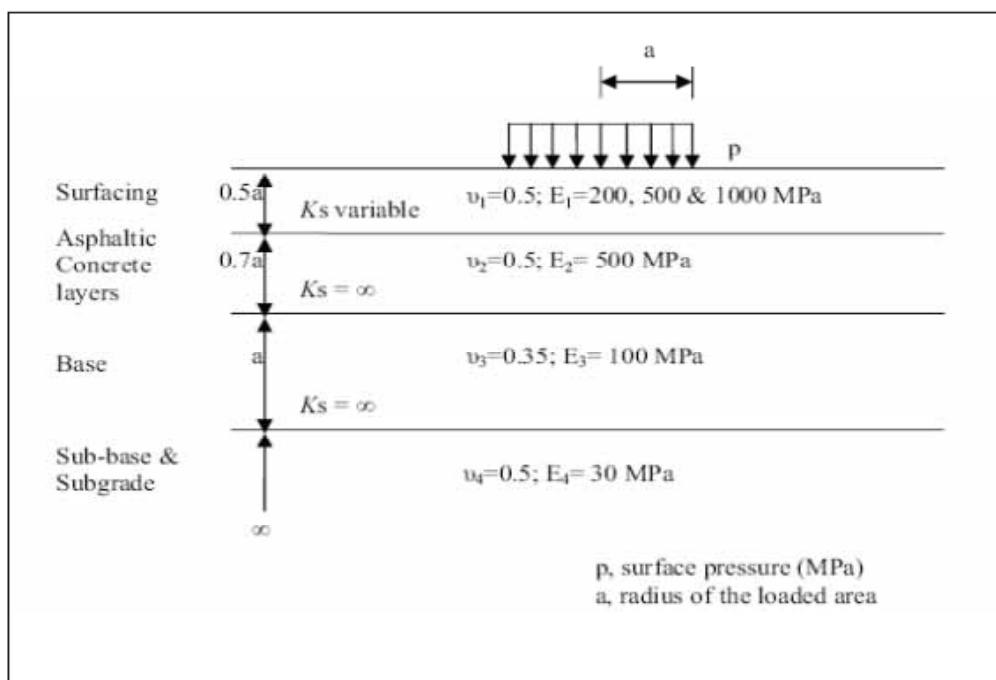 a
p
Surfacing
0.5a
Ks variable
υ₁=0.5; E₁=200, 500 & 1000 MPa
Asphaltic
Concrete
layers
0.7a
Ks = ∞
υ₂=0.5; E₂= 500 MPa
Base
a
Ks = ∞
υ₃=0.35; E₃= 100 MPa
Sub-base &
Subgrade
∞
υ₄=0.5; E₄= 30 MPa
p, surface pressure (MPa)
a, radius of the loaded area